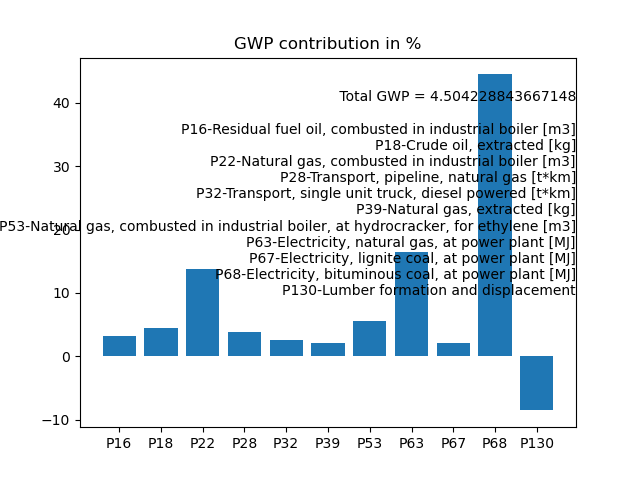 GWP contribution in %
Total GWP = 4.504228843667148
40
P16-Residual fuel oil, combusted in industrial boiler [m3]
P18-Crude oil, extracted [kg]
P22-Natural gas, combusted in industrial boiler [m3]
30
P28-Transport, pipeline, natural gas [t*km]
P32-Transport, single unit truck, diesel powered [t*km]
P39-Natural gas, extracted [kg]
P53-Natural gas, combusted in industrial boiler, at hydrocracker, for ethylene [m3]
20
P63-Electricity, natural gas, at power plant [MJ]
P67-Electricity, lignite coal, at power plant [MJ]
P68-Electricity, bituminous coal, at power plant [MJ]
P130-Lumber formation and displacement
10
0
−10
P16 P18 P22 P28 P32 P39 P53 P63 P67 P68 P130